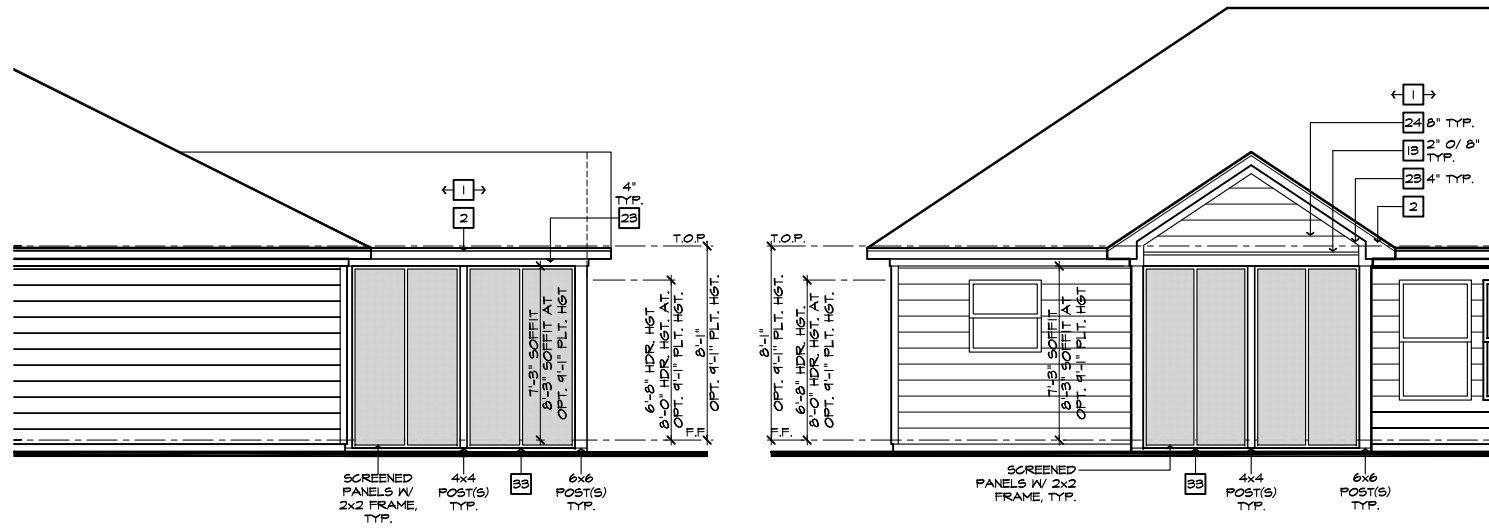 1
2
4"
TYP.
23
T.O.P.
7'-3" SOFFIT
8'-3" SOFFIT AT
OPT. 9'-1" PLT. HGT
6'-8" HDR. HGT
8'-0" HDR. HGT. AT.
OPT. 9'-1" PLT. HGT.
8'-1"
OPT. 9'-1" PLT. HGT.
F.F.
SCREENED
PANELS W/
2x2 FRAME,
TYP.
4x4
POST(S)
TYP.
33
6x6
POST(S)
TYP.
1
24 8" TYP.
13 2" O/ 8"
TYP.
23 4" TYP.
2
T.O.P.
8'-1"
OPT. 9'-1" PLT. HGT.
6'-8" HDR. HGT.
8'-0" HDR. HGT AT
OPT. 9'-1" PLT. HGT.
7'-3" SOFFIT
8'-3" SOFFIT AT
OPT. 9'-1" PLT. HGT
F.F.
SCREENED
PANELS W/ 2x2
FRAME, TYP.
33
4x4
POST(S)
TYP.
6x6
POST(S)
TYP.